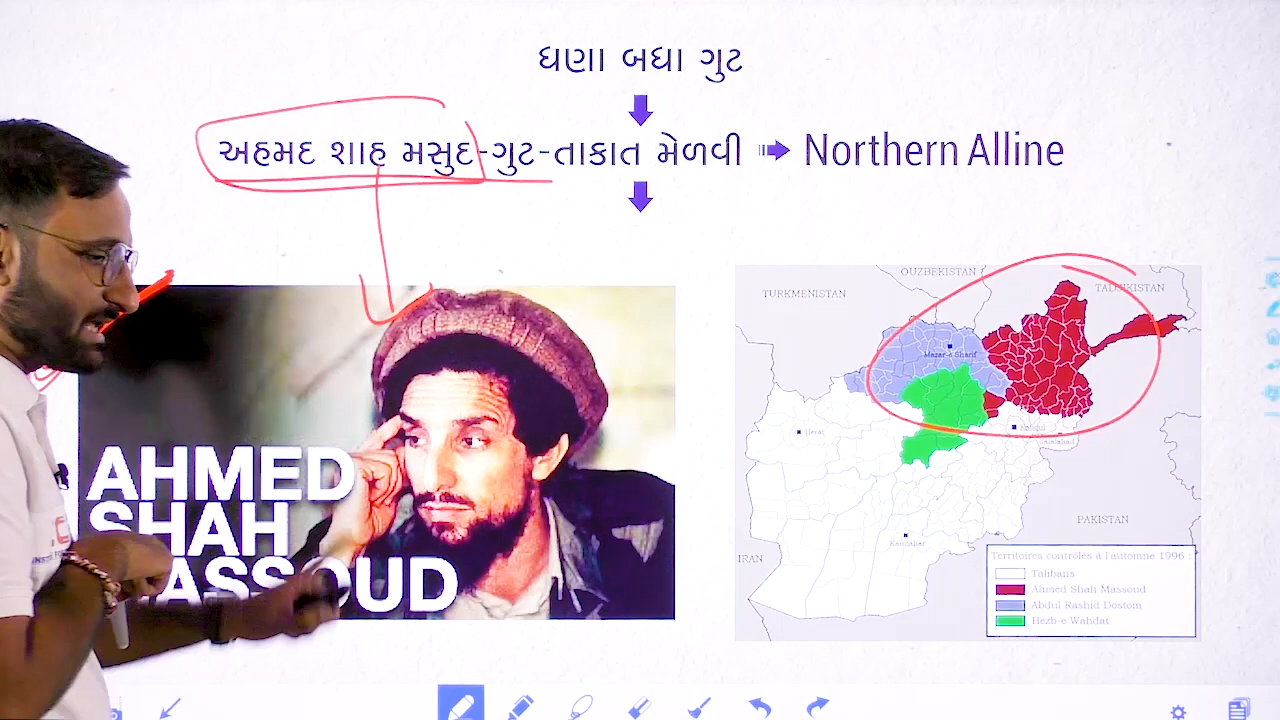 ઘણા બધા ગુટ
અહમદ શાહ મસુદ-ગુટ-તાકાત મેળવી Northern Alline
AHMED
SHAH
MASSOUD
OUZBEKISTAN
TURKMENISTAN
TADJIKISTAN
Mazar-e Sharif
Herat
Kaboul
Jalalabad
Kandahar
PAKISTAN
IRAN
Territoires contrôlés à l'automne 1996 :
Talibans
Ahmed Shah Massoud
Abdul Rashid Dostom
Hezb-e Wahdat